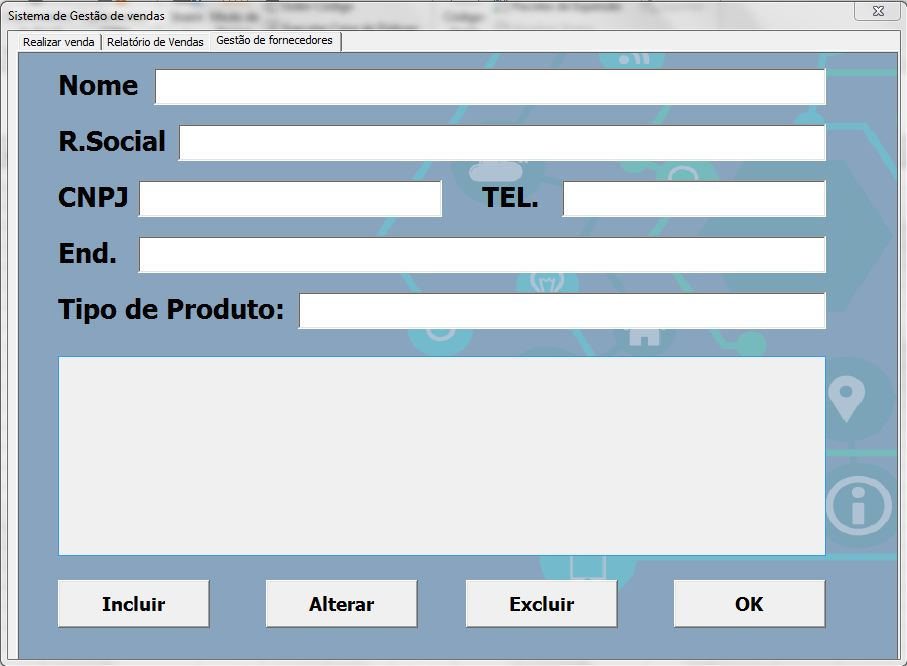 Sistema de Gestão de vendas
Realizar venda Relatório de Vendas Gestão de fornecedores
Nome
R.Social
CNPJ TEL.
End.
Tipo de Produto:
Incluir Alterar Excluir OK